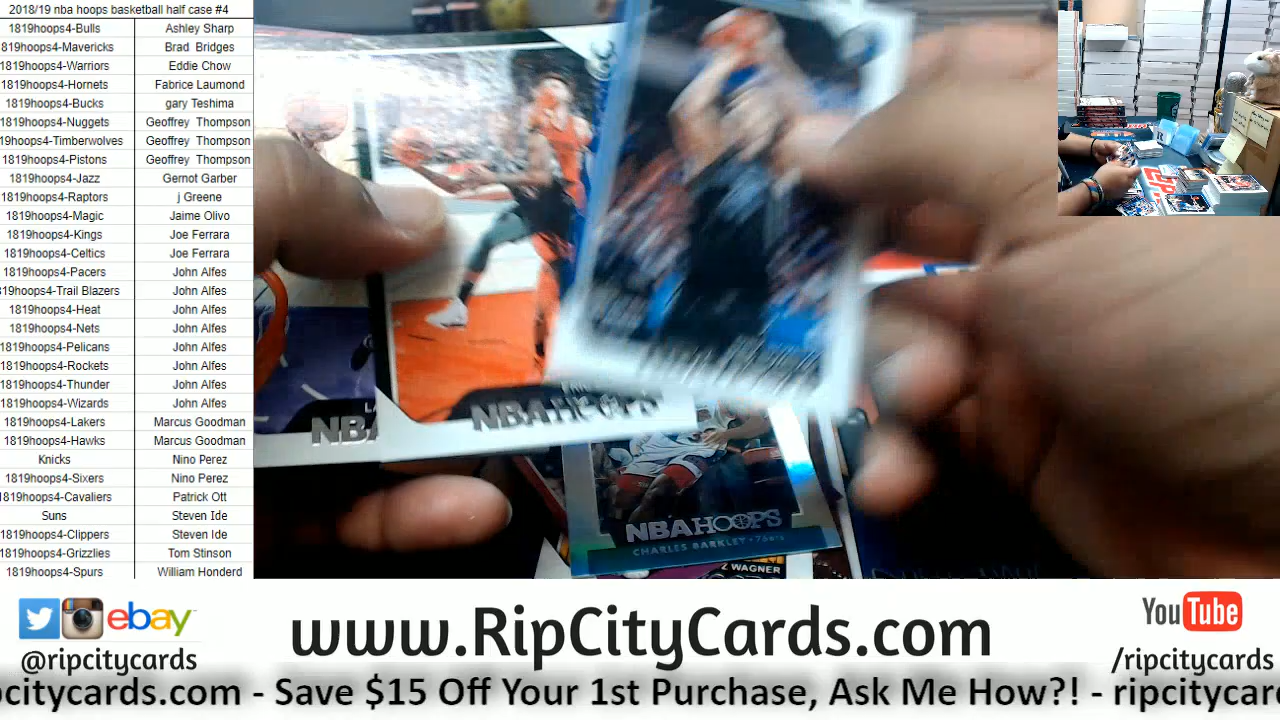 2018/19 nba hoops basketball half case #4
1819hoops4-Bulls Ashley Sharp
819hoops4-Mavericks Brad Bridges
1819hoops4-Warriors Eddie Chow
1819hoops4-Hornets Fabrice Laumond
1819hoops4-Bucks gary Teshima
1819hoops4-Nuggets Geoffrey Thompson
19hoops4-Timberwolves Geoffrey Thompson
1819hoops4-Pistons Geoffrey Thompson
1819hoops4-Jazz Gernot Garber
1819hoops4-Raptors j Greene
1819hoops4-Magic Jaime Olivo
1819hoops4-Kings Joe Ferrara
1819hoops4-Celtics Joe Ferrara
1819hoops4-Pacers John Alfes
819hoops4-Trail Blazers John Alfes
1819hoops4-Heat John Alfes
1819hoops4-Nets John Alfes
1819hoops4-Pelicans John Alfes
1819hoops4-Rockets John Alfes
1819hoops4-Thunder John Alfes
1819hoops4-Wizards John Alfes
1819hoops4-Lakers Marcus Goodman
1819hoops4-Hawks Marcus Goodman
Knicks Nino Perez
1819hoops4-Sixers Nino Perez
1819hoops4-Cavaliers Patrick Ott
Suns Steven Ide
1819hoops4-Clippers Steven Ide
1819hoops4-Grizzlies Tom Stinson
1819hoops4-Spurs William Honderd
NBA HOOPS
NBA HOOPS
CHARLES BARKLEY • 76ers
Z WAGNER
ebay
@ripcitycards
www.RipCityCards.com
YouTube
/ripcitycards
pcitycards.com - Save $15 Off Your 1st Purchase, Ask Me How?! - ripcitycard